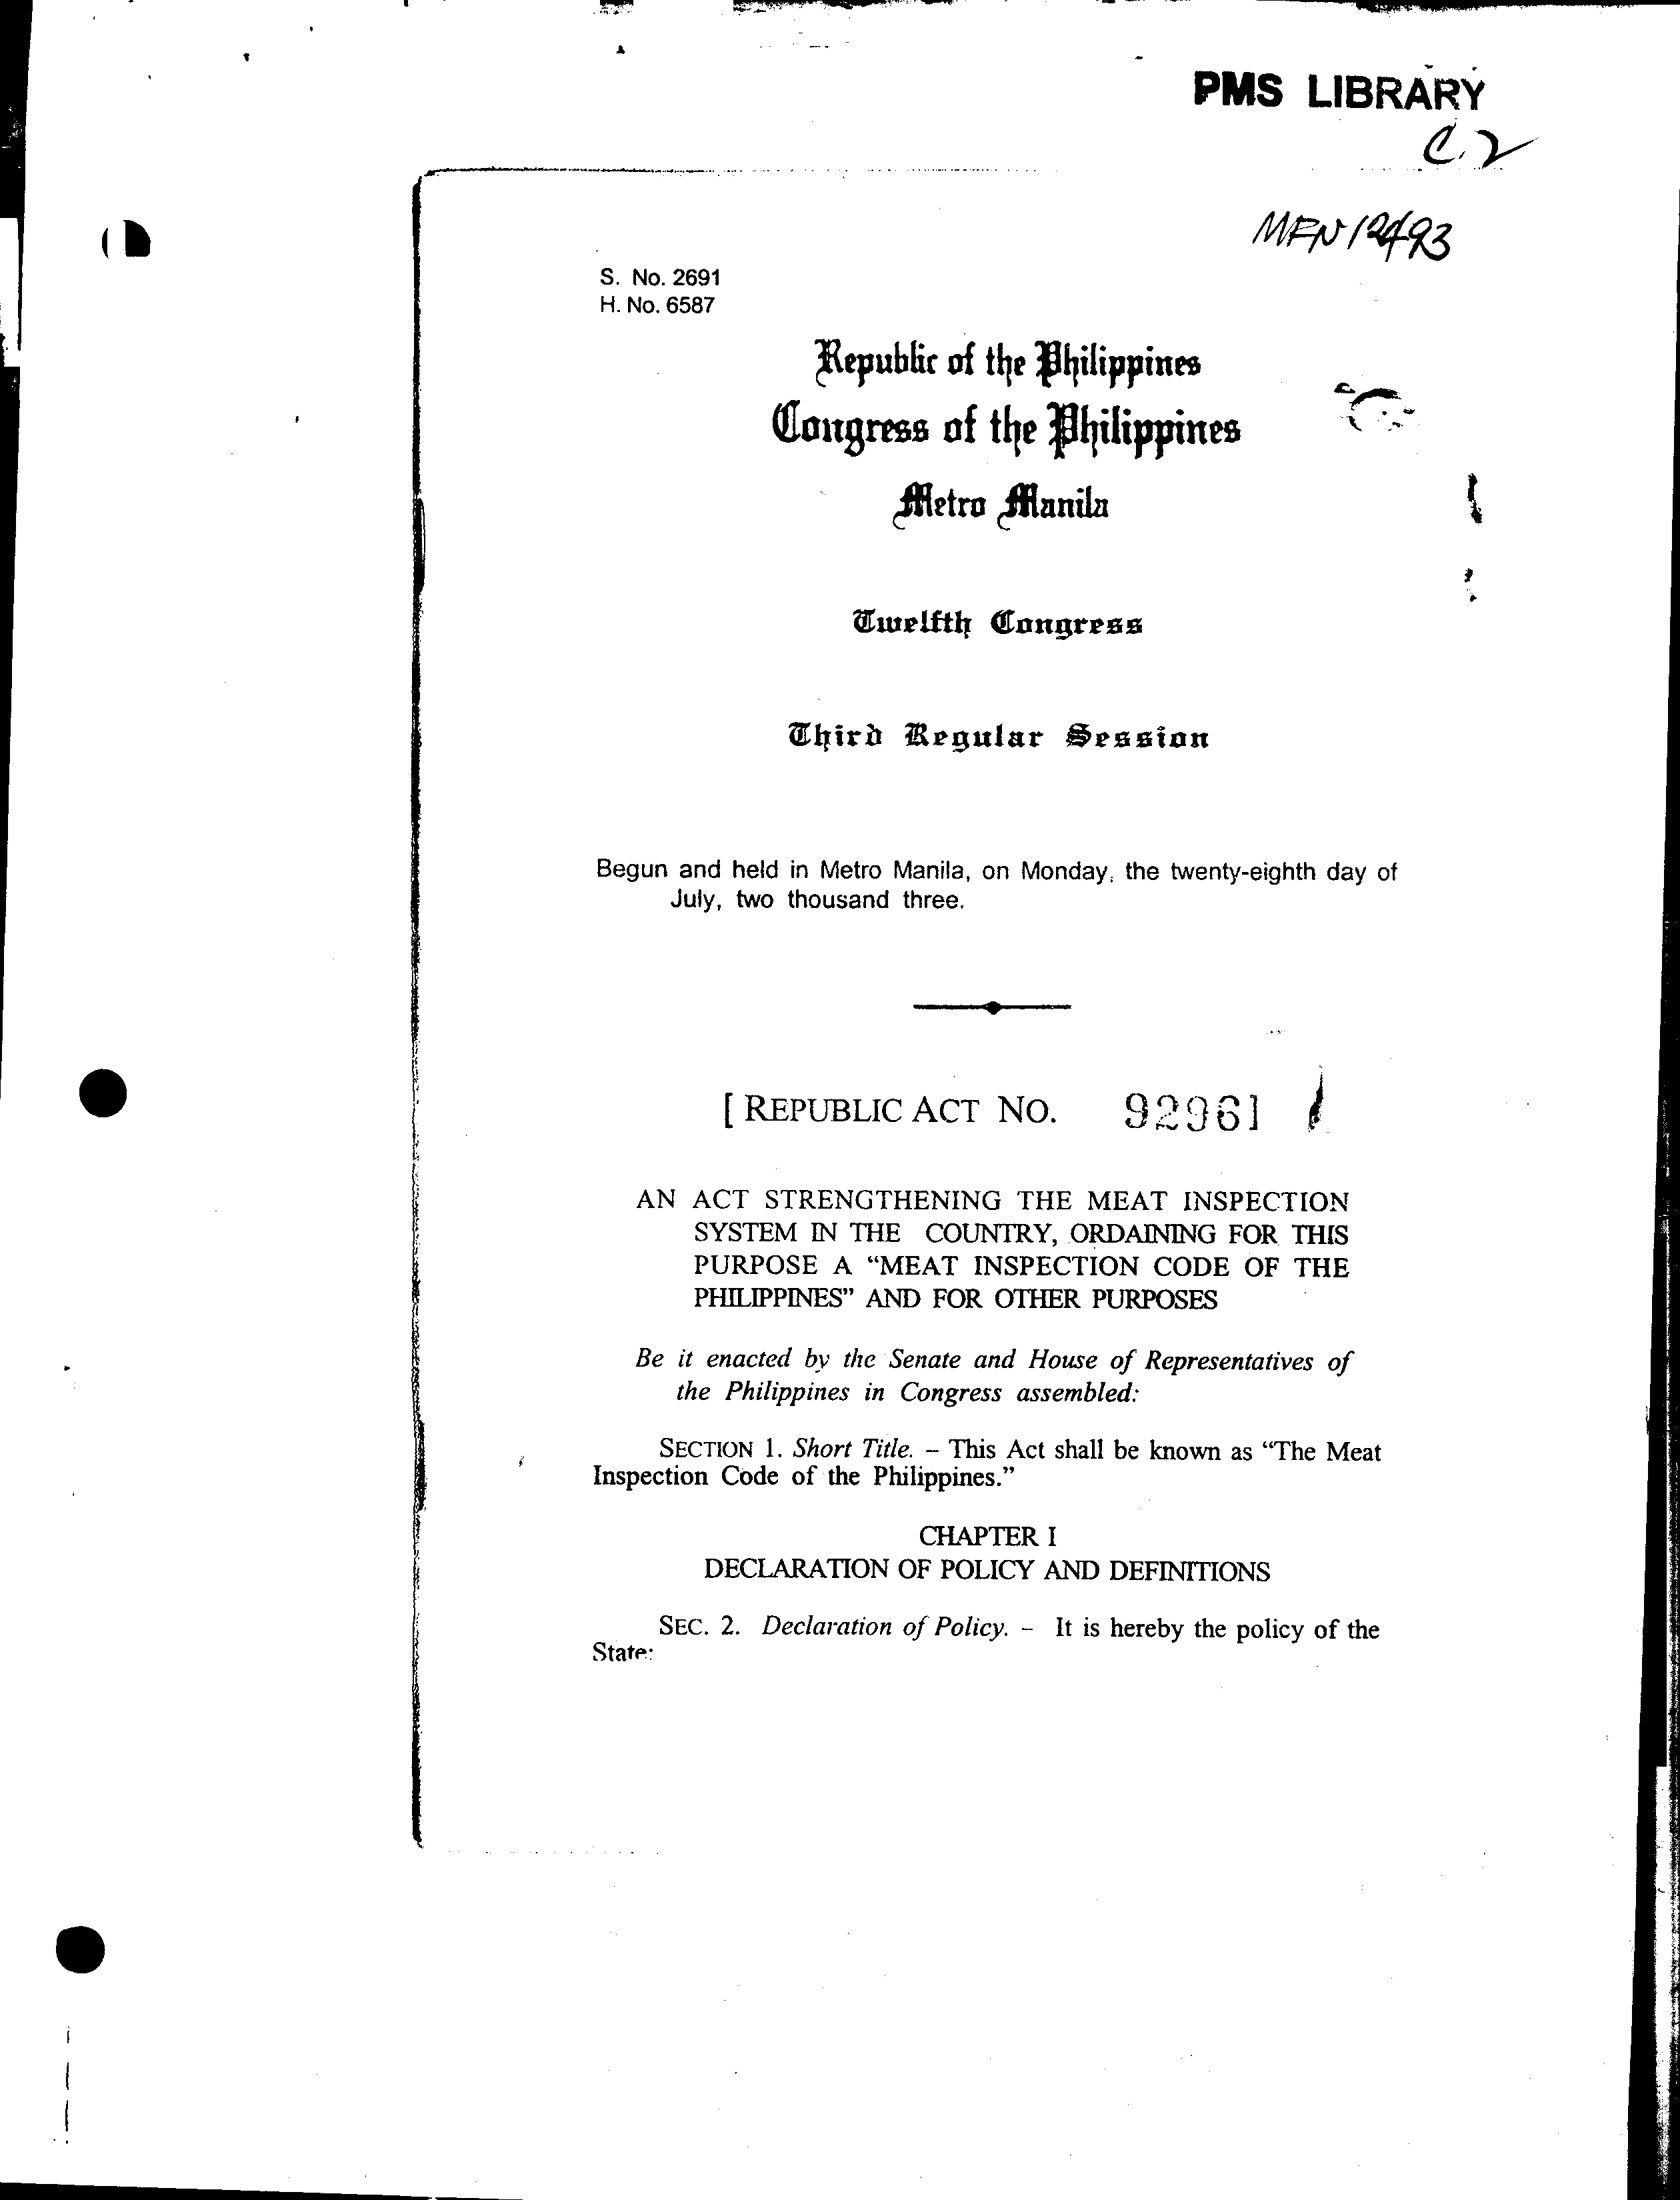 PMS LIBRARY
C.2
MFN 12493
S. No. 2691
H. No. 6587
Republic of the Philippines
Congress of the Philippines
Metro Manila
Twelfth Congress
Third Regular Session
Begun and held in Metro Manila, on Monday, the twenty-eighth day of
July, two thousand three.
[ REPUBLIC ACT NO. 9296]
AN ACT STRENGTHENING THE MEAT INSPECTION
SYSTEM IN THE COUNTRY, ORDAINING FOR THIS
PURPOSE A “MEAT INSPECTION CODE OF THE
PHILIPPINES” AND FOR OTHER PURPOSES
Be it enacted by the Senate and House of Representatives of
the Philippines in Congress assembled:
SECTION 1. Short Title. – This Act shall be known as “The Meat
Inspection Code of the Philippines.”
CHAPTER I
DECLARATION OF POLICY AND DEFINITIONS
SEC. 2. Declaration of Policy. – It is hereby the policy of the
State: